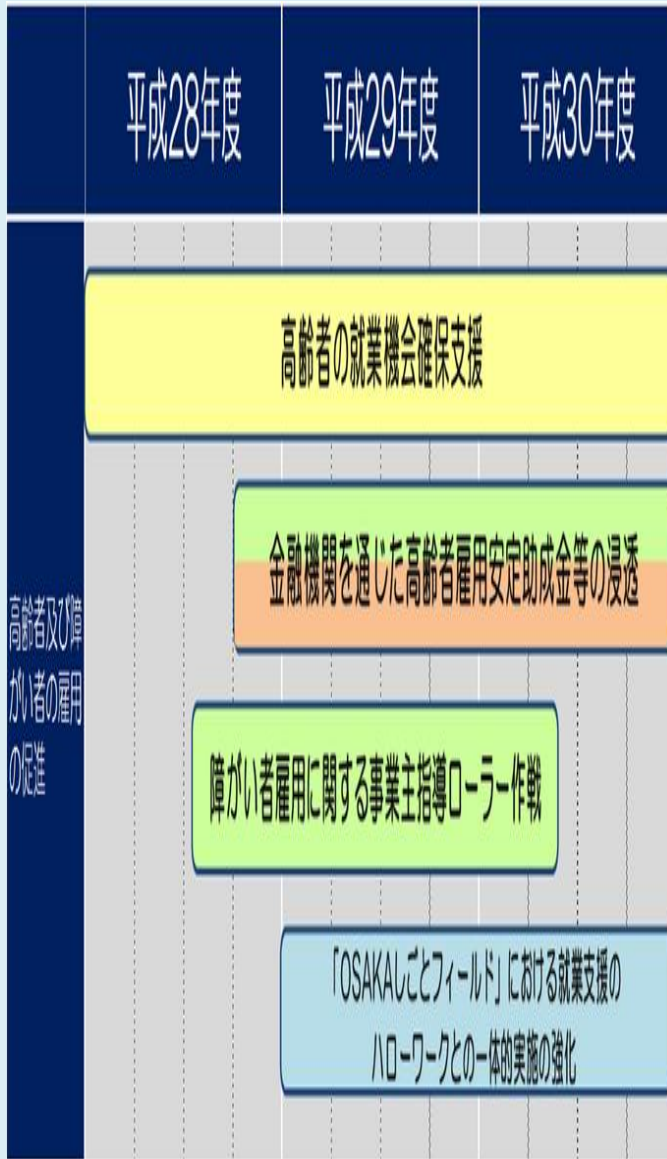 平成28年度
平成29年度
平成30年度
高齢者及び障
がい者の雇用
の促進
高齢者の就業機会確保支援
金融機関を通じた高齢者雇用安定助成金等の浸透
障がい者雇用に関する事業主指導ローラー作戦
「OSAKAしごとフィールド」における就業支援の
ハローワークとの一体的実施の強化